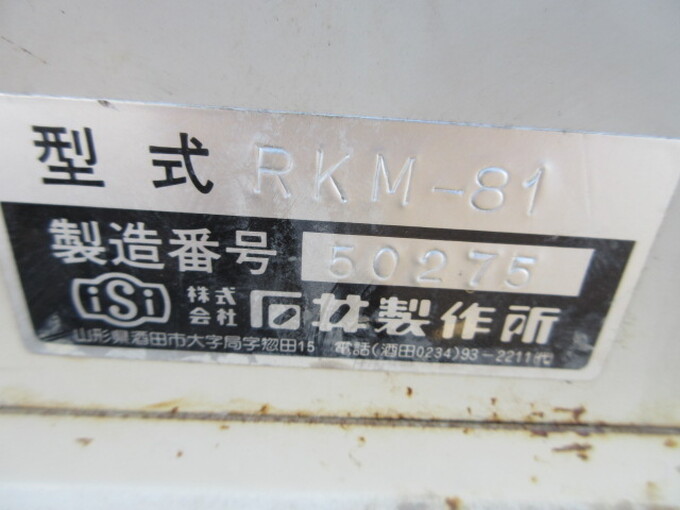 型式 RKM-81
製造番号 50275
iSi 株式会社 石井製作所
山形県酒田市大字局字惣田15 電話(酒田0234)93-2211代